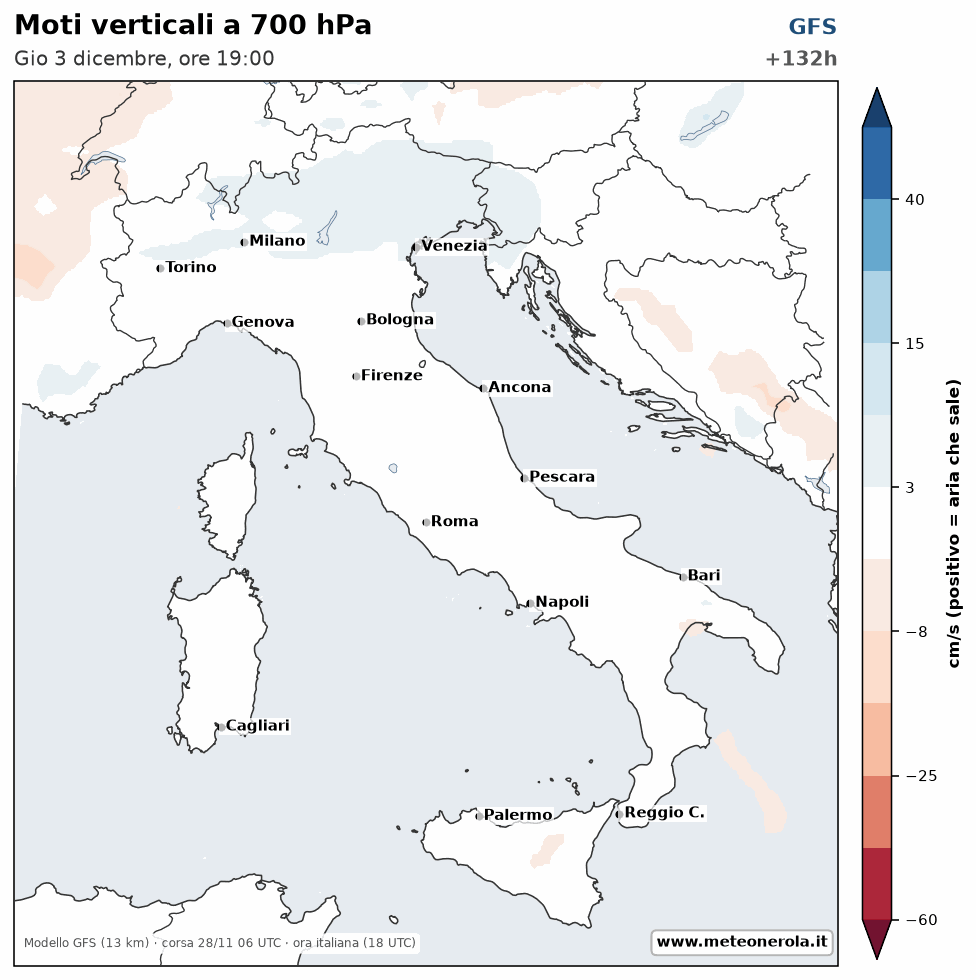 Moti verticali a 700 hPa
GFS
Gio 3 dicembre, ore 19:00
+132h
Milano
Venezia
Torino
Genova
Bologna
Firenze
Ancona
Pescara
Roma
Bari
Napoli
Cagliari
Palermo
Reggio C.
40
15
3
−8
−25
−60
cm/s (positivo = aria che sale)
Modello GFS (13 km) · corsa 28/11 06 UTC · ora italiana (18 UTC)
www.meteonerola.it